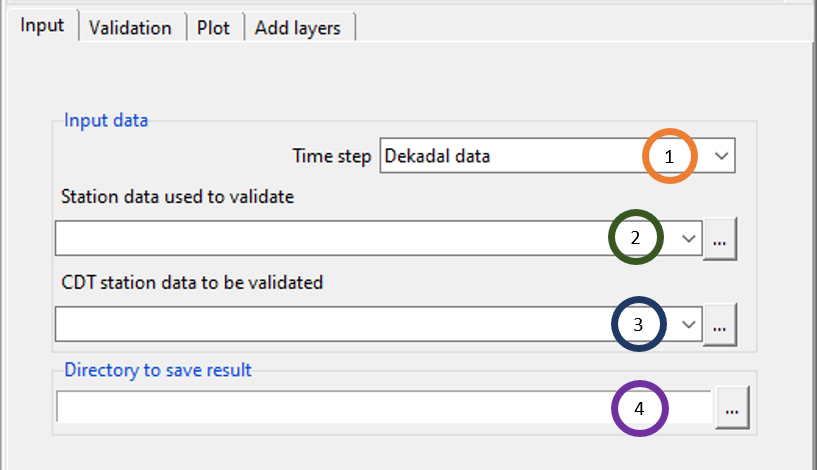 Input Validation Plot Add layers
Input data
Time step Dekadal data 1
Station data used to validate
2 ...
CDT station data to be validated
3 ...
Directory to save result
4 ...